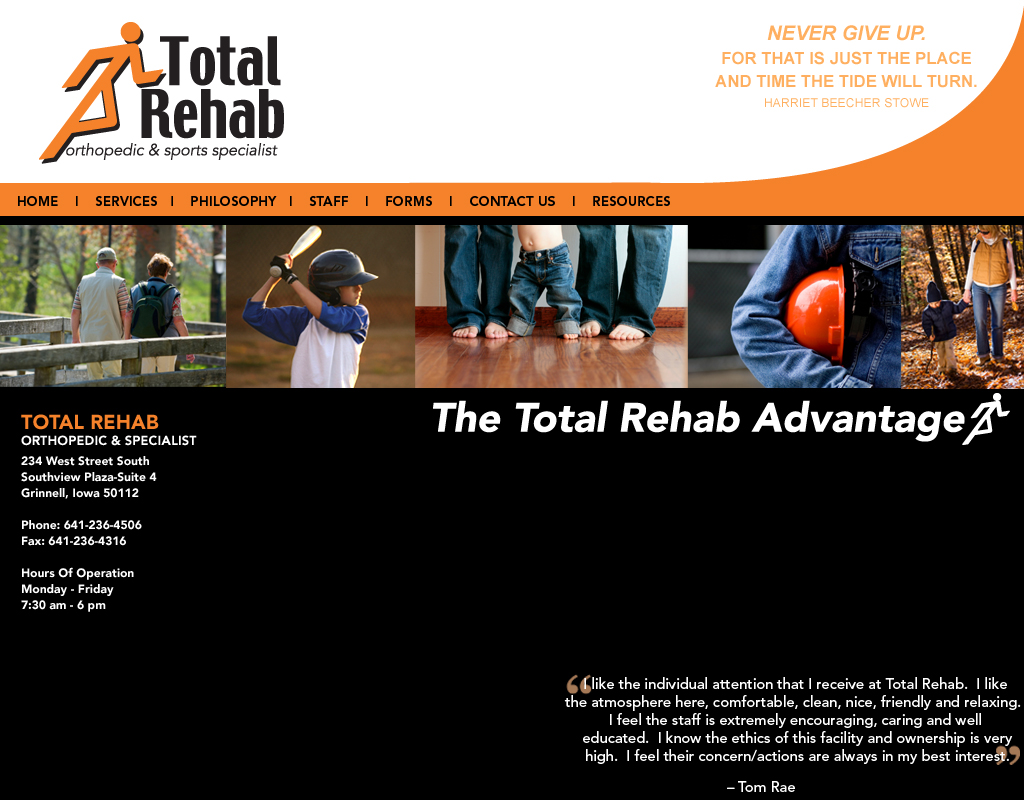 Total
Rehab
orthopedic & sports specialist
NEVER GIVE UP.
FOR THAT IS JUST THE PLACE
AND TIME THE TIDE WILL TURN.
HARRIET BEECHER STOWE
HOME I SERVICES I PHILOSOPHY I STAFF I FORMS I CONTACT US I RESOURCES
The Total Rehab Advantage
TOTAL REHAB
ORTHOPEDIC & SPECIALIST
234 West Street South
Southview Plaza-Suite 4
Grinnell, Iowa 50112
Phone: 641-236-4506
Fax: 641-236-4316
Hours Of Operation
Monday - Friday
7:30 am - 6 pm
“I like the individual attention that I receive at Total Rehab. I like
the atmosphere here, comfortable, clean, nice, friendly and relaxing.
I feel the staff is extremely encouraging, caring and well
educated. I know the ethics of this facility and ownership is very
high. I feel their concern/actions are always in my best interest.”
– Tom Rae